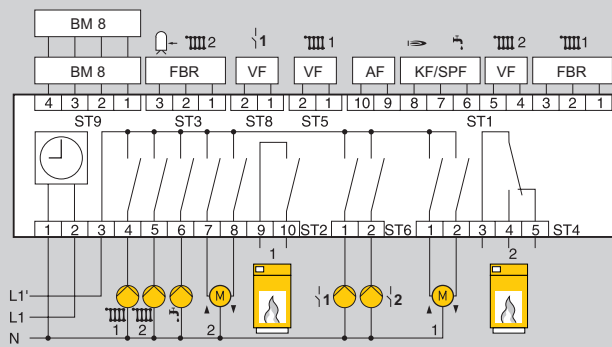 BM 8
2 1 1 2 1
BM 8 FBR VF VF AF KF/SPF VF FBR
4 3 2 1 3 2 1 2 1 2 1 10 9 8 7 6 5 4 3 2 1
ST9 ST3 ST8 ST5 ST1
1 2 3 4 5 6 7 8 9 10 ST2 1 2 ST6 1 2 3 4 5 ST4
1 2
L1' M 1 2 M
L1 1 2 2 1
N